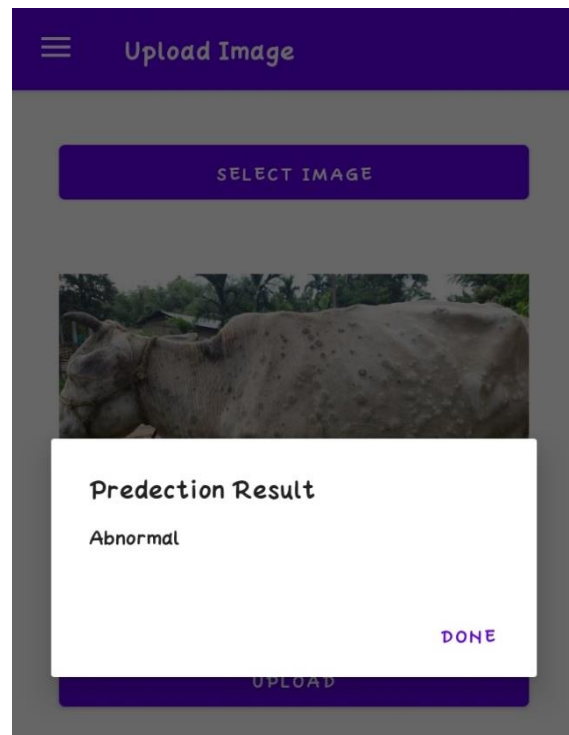 Upload Image
SELECT IMAGE
Predection Result
Abnormal
DONE
UPLOAD